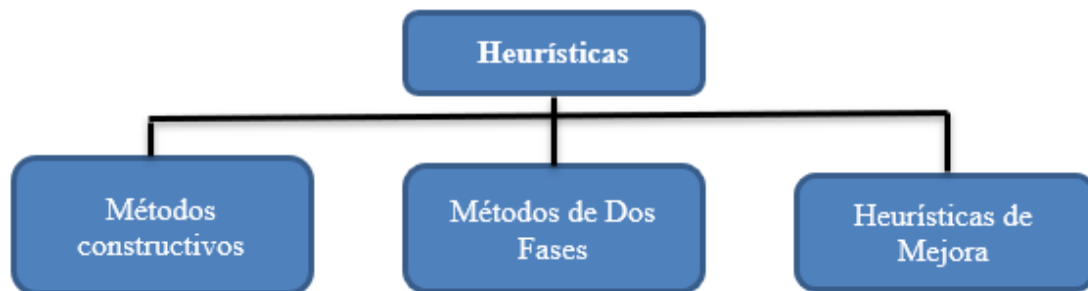 Heurísticas
Métodos
constructivos
Métodos de Dos
Fases
Heurísticas de
Mejora